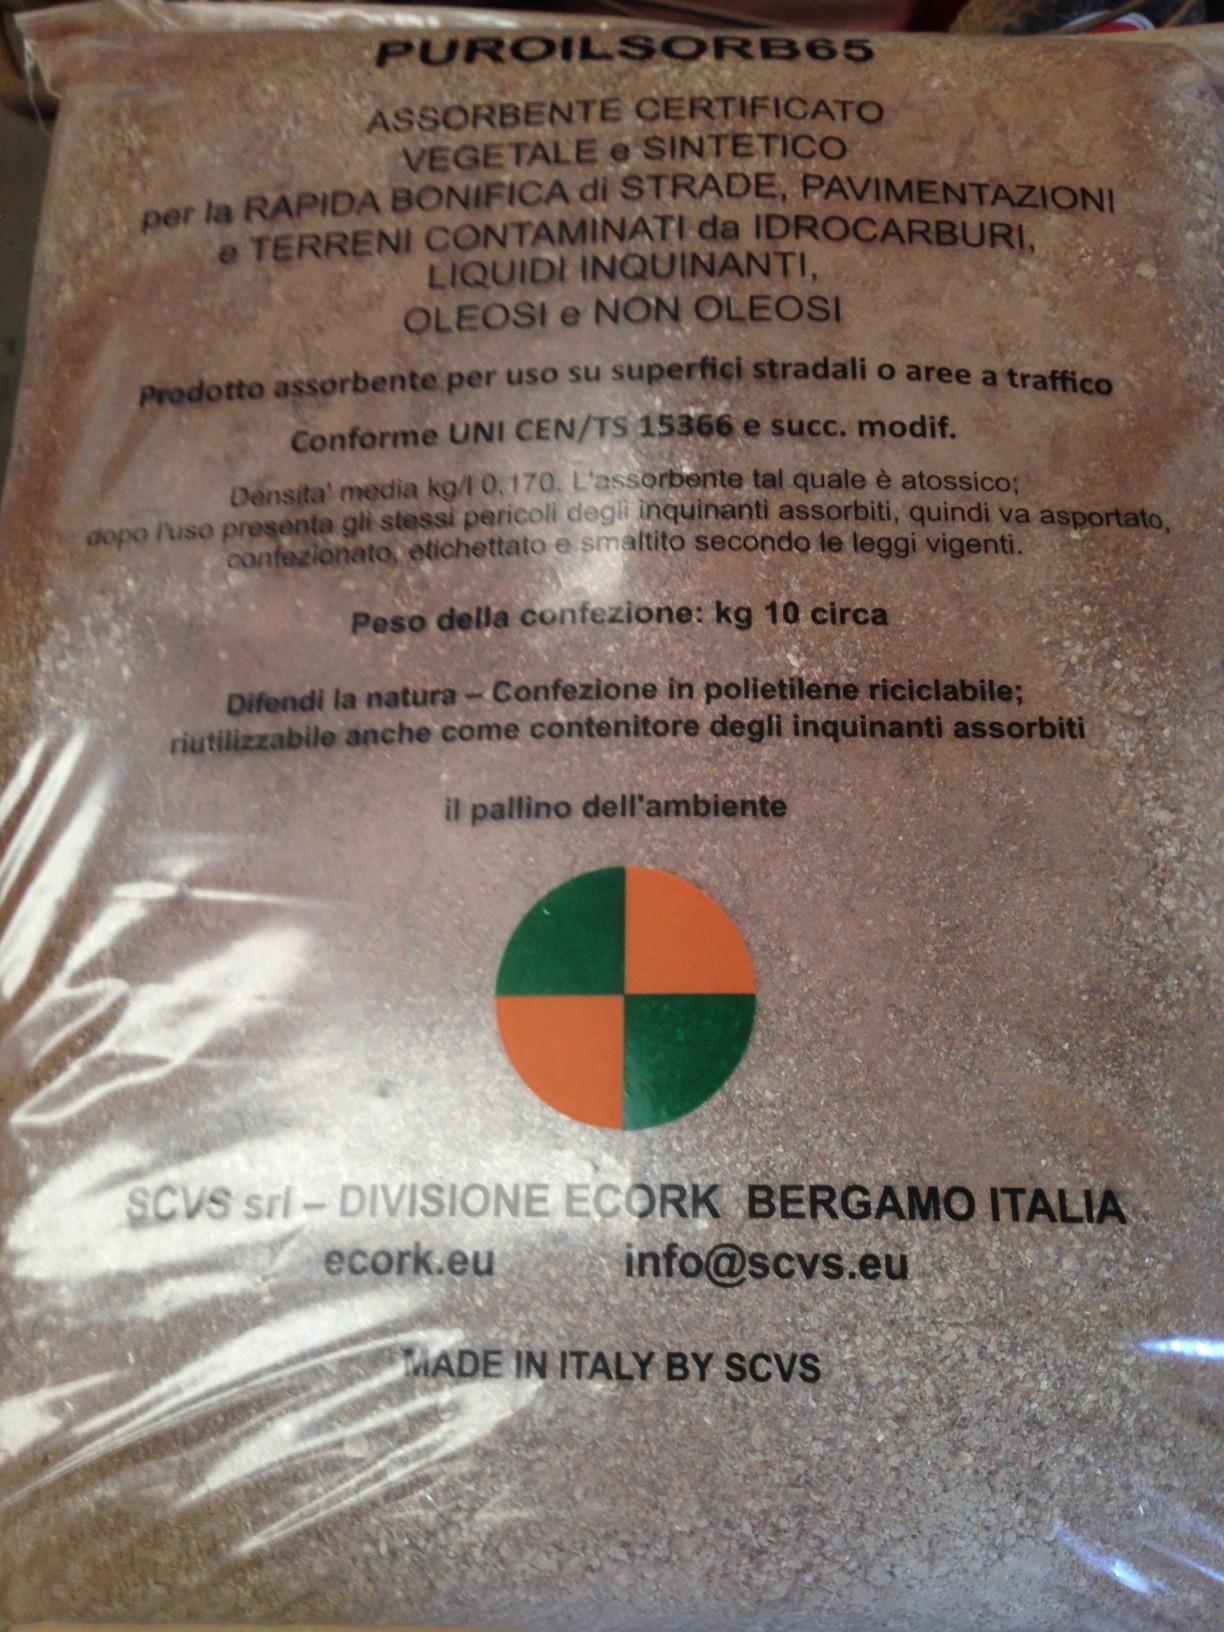 PUROILSORB65
ASSORBENTE CERTIFICATO
VEGETALE e SINTETICO
per la RAPIDA BONIFICA di STRADE, PAVIMENTAZIONI
e TERRENI CONTAMINATI da IDROCARBURI,
LIQUIDI INQUINANTI,
OLEOSI e NON OLEOSI
Prodotto assorbente per uso su superfici stradali o aree a traffico
Conforme UNI CEN/TS 15366 e succ. modif.
Densita' media kg/l 0,170. L'assorbente tal quale è atossico;
dopo l'uso presenta gli stessi pericoli degli inquinanti assorbiti, quindi va asportato,
confezionato, etichettato e smaltito secondo le leggi vigenti.
Peso della confezione: kg 10 circa
Difendi la natura – Confezione in polietilene riciclabile;
riutilizzabile anche come contenitore degli inquinanti assorbiti
il pallino dell'ambiente
SCVS srl – DIVISIONE ECORK BERGAMO ITALIA
ecork.eu info@scvs.eu
MADE IN ITALY BY SCVS